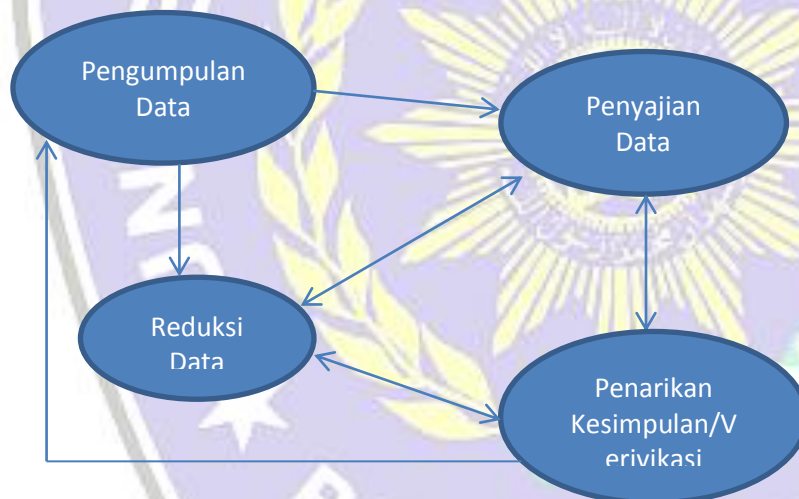 Pengumpulan
Data
Penyajian
Data
Reduksi
Data
Penarikan
Kesimpulan/V
erivikasi